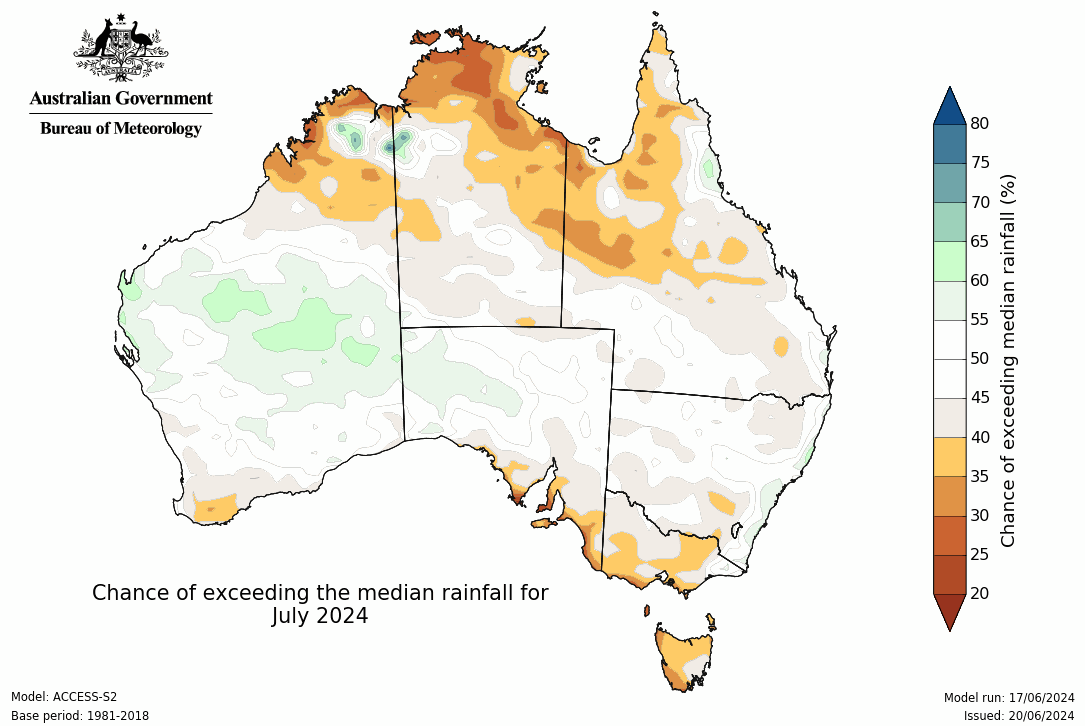 Australian Government
Bureau of Meteorology
80
75
70
65
60
55
50
45
40
35
30
25
20
Chance of exceeding median rainfall (%)
Chance of exceeding the median rainfall for
July 2024
Model: ACCESS-S2
Base period: 1981-2018
Model run: 17/06/2024
Issued: 20/06/2024